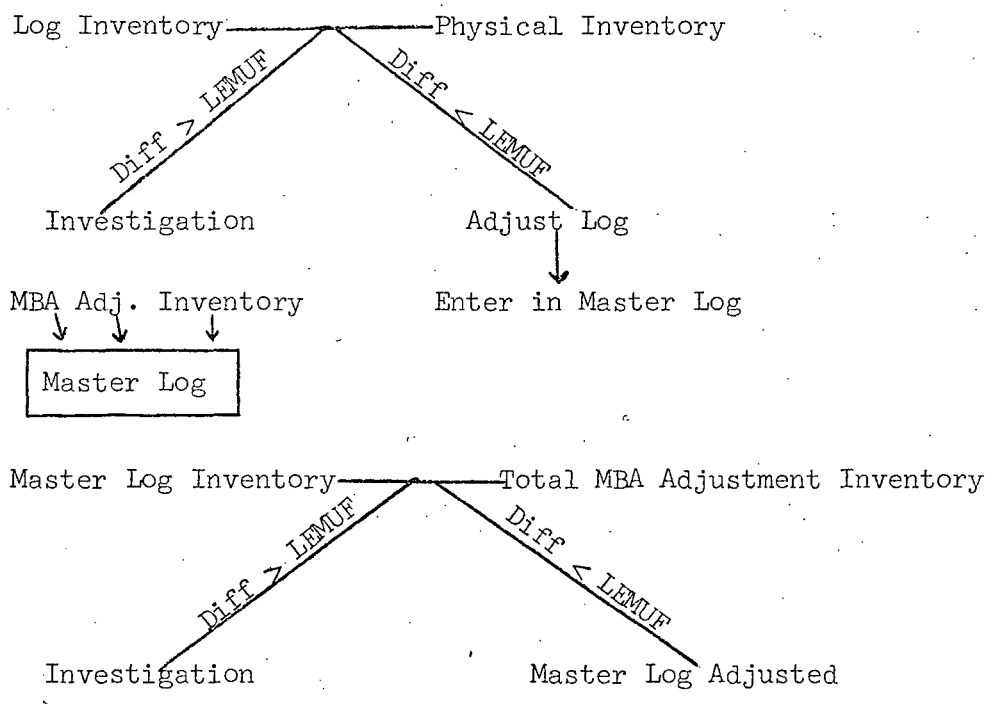 Log Inventory Physical Inventory
Diff > LEMUF Diff < LEMUF
Investigation Adjust Log
MBA Adj. Inventory Enter in Master Log
Master Log
Master Log Inventory Total MBA Adjustment Inventory
Diff > LEMUF Diff < LEMUF
Investigation Master Log Adjusted